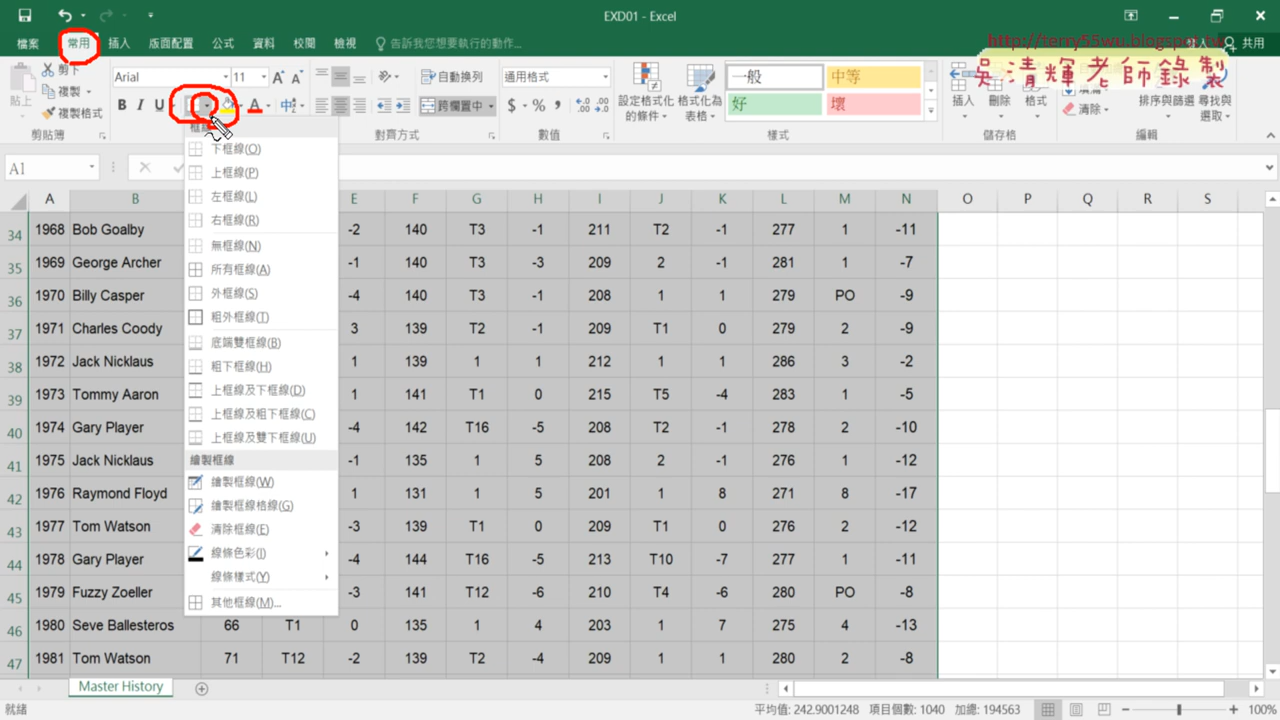 EXD01 - Excel
http://terry55wu.blogspot.tw
檔案 常用 插入 版面配置 公式 資料 校閱 檢視 告訴我您想要執行的動作... 共用
吳清輝老師錄製
貼上 剪下 複製 複製格式
Arial 11
B I U
自動換列
跨欄置中
通用格式
$ % ,
設定格式化的條件 格式化為表格
一般 中等
好 壞
插入 刪除 格式 清除 排序與篩選 尋找與選取
剪貼簿 對齊方式 數值 樣式 儲存格 編輯
A1
下框線(O)
上框線(P)
左框線(L)
右框線(R)
無框線(N)
所有框線(A)
外框線(S)
粗外框線(T)
底端雙框線(B)
粗下框線(H)
上框線及下框線(D)
上框線及粗下框線(C)
上框線及雙下框線(U)
繪製框線
繪製框線(W)
繪製框線格線(G)
清除框線(E)
線條色彩(I)
線條樣式(Y)
其他框線(M)...
A B E F G H I J K L M N O P Q R S
34 1968 Bob Goalby -2 140 T3 -1 211 T2 -1 277 1 -11
35 1969 George Archer -1 140 T3 -3 209 2 -1 281 1 -7
36 1970 Billy Casper -4 140 T3 -1 208 1 1 279 PO -9
37 1971 Charles Coody 3 139 T2 -1 209 T1 0 279 2 -9
38 1972 Jack Nicklaus 1 139 1 1 212 1 1 286 3 -2
39 1973 Tommy Aaron 1 141 T1 0 215 T5 -4 283 1 -5
40 1974 Gary Player -4 142 T16 -5 208 T2 -1 278 2 -10
41 1975 Jack Nicklaus -1 135 1 5 208 2 -1 276 1 -12
42 1976 Raymond Floyd 1 131 1 5 201 1 8 271 8 -17
43 1977 Tom Watson -3 139 T1 0 209 T1 0 276 2 -12
44 1978 Gary Player -4 144 T16 -5 213 T10 -7 277 1 -11
45 1979 Fuzzy Zoeller -3 141 T12 -6 210 T4 -6 280 PO -8
46 1980 Seve Ballesteros 66 T1 0 135 1 4 203 1 7 275 4 -13
47 1981 Tom Watson 71 T12 -2 139 T2 -4 209 1 1 280 2 -8
Master History
就緒 平均值: 242.9001248 項目個數: 1040 加總: 194563 100%